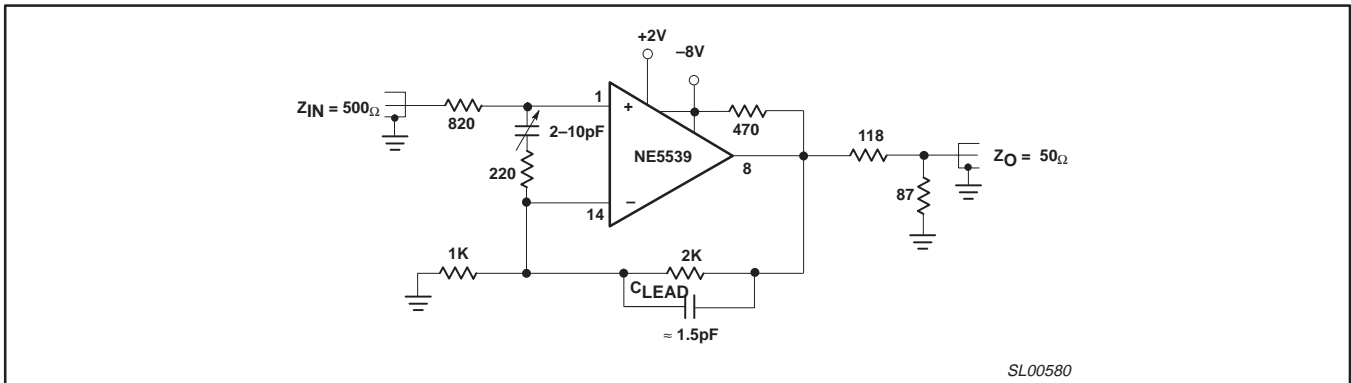 +2V
–8V
1
+
Z_IN = 500Ω
820
2–10pF
470
118
NE5539
Z_O = 50Ω
8
220
87
14
–
1K
2K
C_LEAD
≈ 1.5pF
SL00580